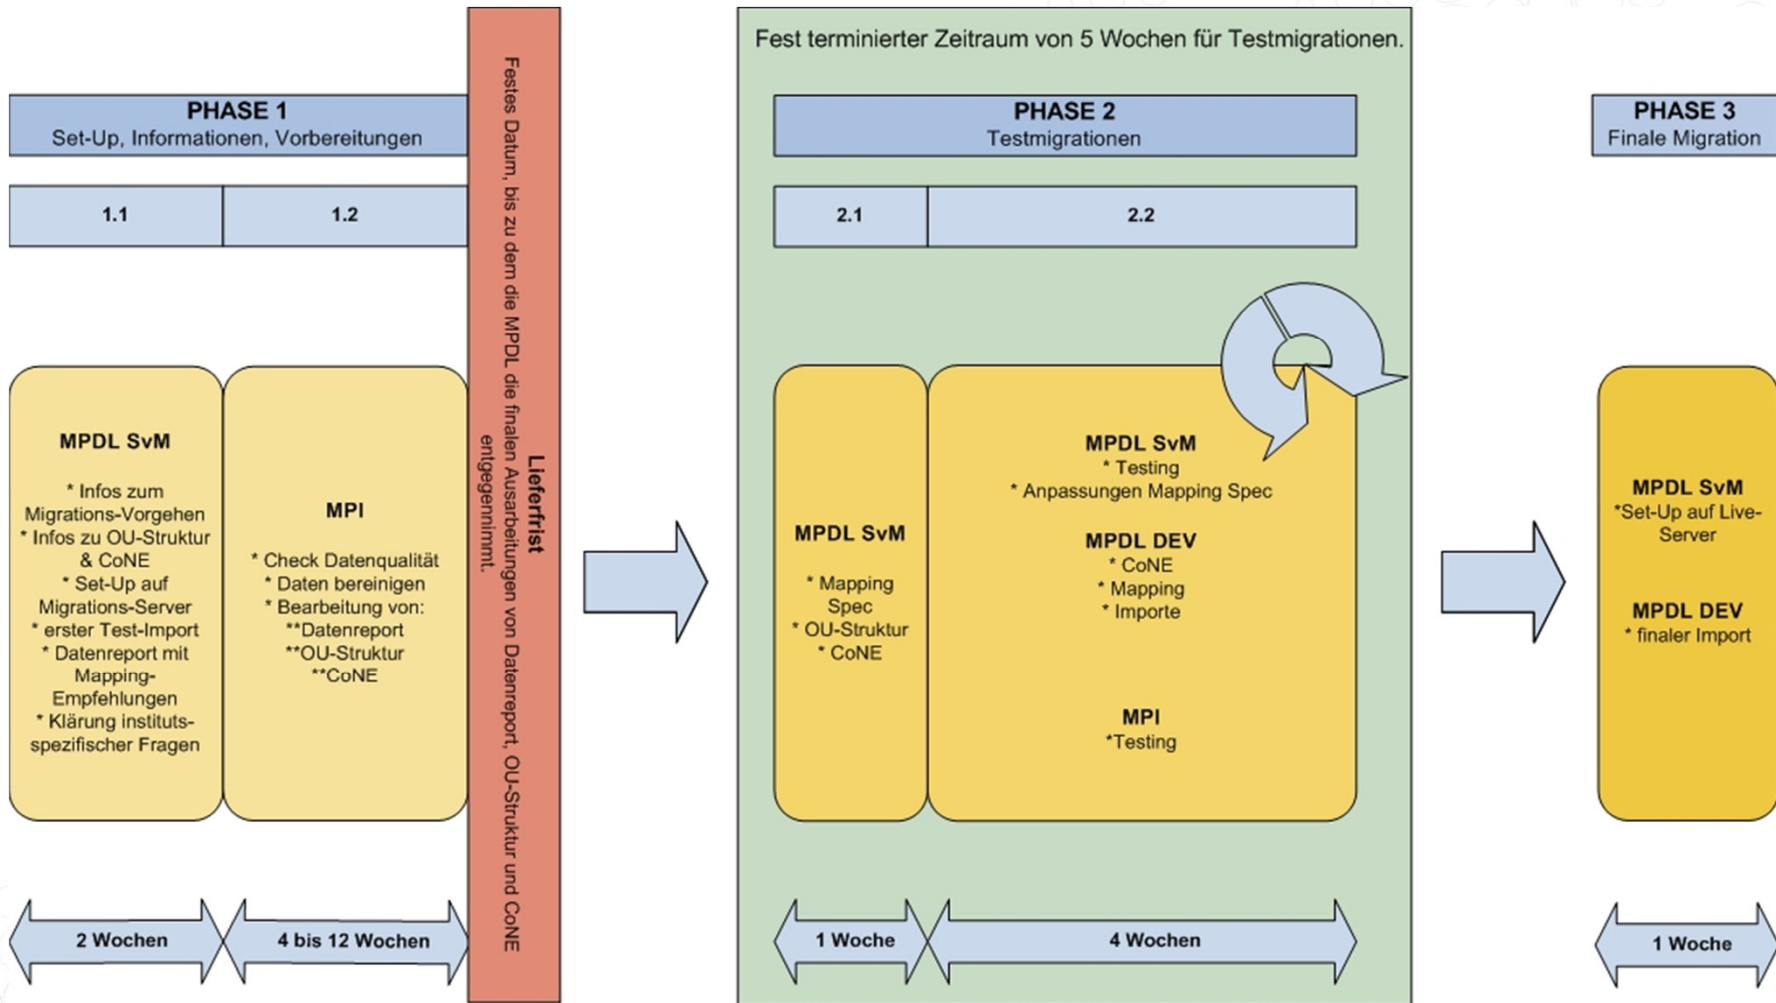 PHASE 1
Set-Up, Informationen, Vorbereitungen
1.1
1.2
MPDL SvM
* Infos zum
Migrations-Vorgehen
* Infos zu OU-Struktur
& CoNE
* Set-Up auf
Migrations-Server
* erster Test-Import
* Datenreport mit
Mapping-
Empfehlungen
* Klärung instituts-
spezifischer Fragen
MPI
* Check Datenqualität
* Daten bereinigen
* Bearbeitung von:
**Datenreport
**OU-Struktur
**CoNE
2 Wochen
4 bis 12 Wochen
Lieferfrist
Festes Datum, bis zu dem die MPDL die finalen Ausarbeitungen von Datenreport, OU-Struktur und CoNE
entgegennimmt.
Fest terminierter Zeitraum von 5 Wochen für Testmigrationen.
PHASE 2
Testmigrationen
2.1
2.2
MPDL SvM
* Mapping
Spec
* OU-Struktur
* CoNE
MPDL SvM
* Testing
* Anpassungen Mapping Spec
MPDL DEV
* CoNE
* Mapping
* Importe
MPI
*Testing
1 Woche
4 Wochen
PHASE 3
Finale Migration
MPDL SvM
*Set-Up auf Live-
Server
MPDL DEV
* finaler Import
1 Woche